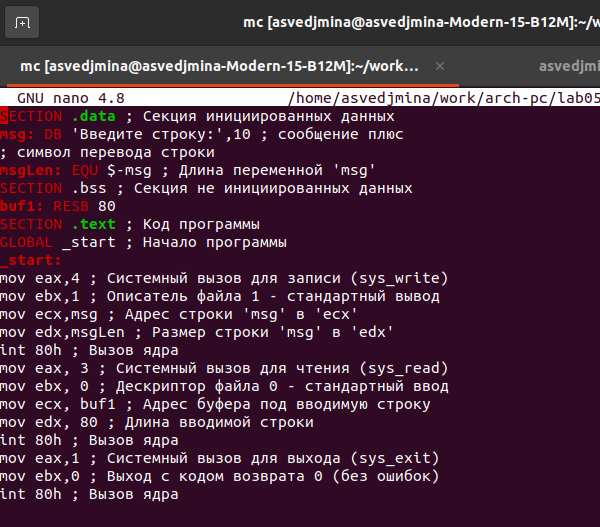 mc [asvedjmina@asvedjmina-Modern-15-B12M]:~/w
mc [asvedjmina@asvedjmina-Modern-15-B12M]:~/work... × asvedjmi
GNU nano 4.8 /home/asvedjmina/work/arch-pc/lab05
SECTION .data ; Секция инициированных данных
msg: DB 'Введите строку:',10 ; сообщение плюс
; символ перевода строки
msgLen: EQU $-msg ; Длина переменной 'msg'
SECTION .bss ; Секция не инициированных данных
buf1: RESB 80
SECTION .text ; Код программы
GLOBAL _start ; Начало программы
_start:
mov eax,4 ; Системный вызов для записи (sys_write)
mov ebx,1 ; Описатель файла 1 - стандартный вывод
mov ecx,msg ; Адрес строки 'msg' в 'ecx'
mov edx,msgLen ; Размер строки 'msg' в 'edx'
int 80h ; Вызов ядра
mov eax, 3 ; Системный вызов для чтения (sys_read)
mov ebx, 0 ; Дескриптор файла 0 - стандартный ввод
mov ecx, buf1 ; Адрес буфера под вводимую строку
mov edx, 80 ; Длина вводимой строки
int 80h ; Вызов ядра
mov eax,1 ; Системный вызов для выхода (sys_exit)
mov ebx,0 ; Выход с кодом возврата 0 (без ошибок)
int 80h ; Вызов ядра